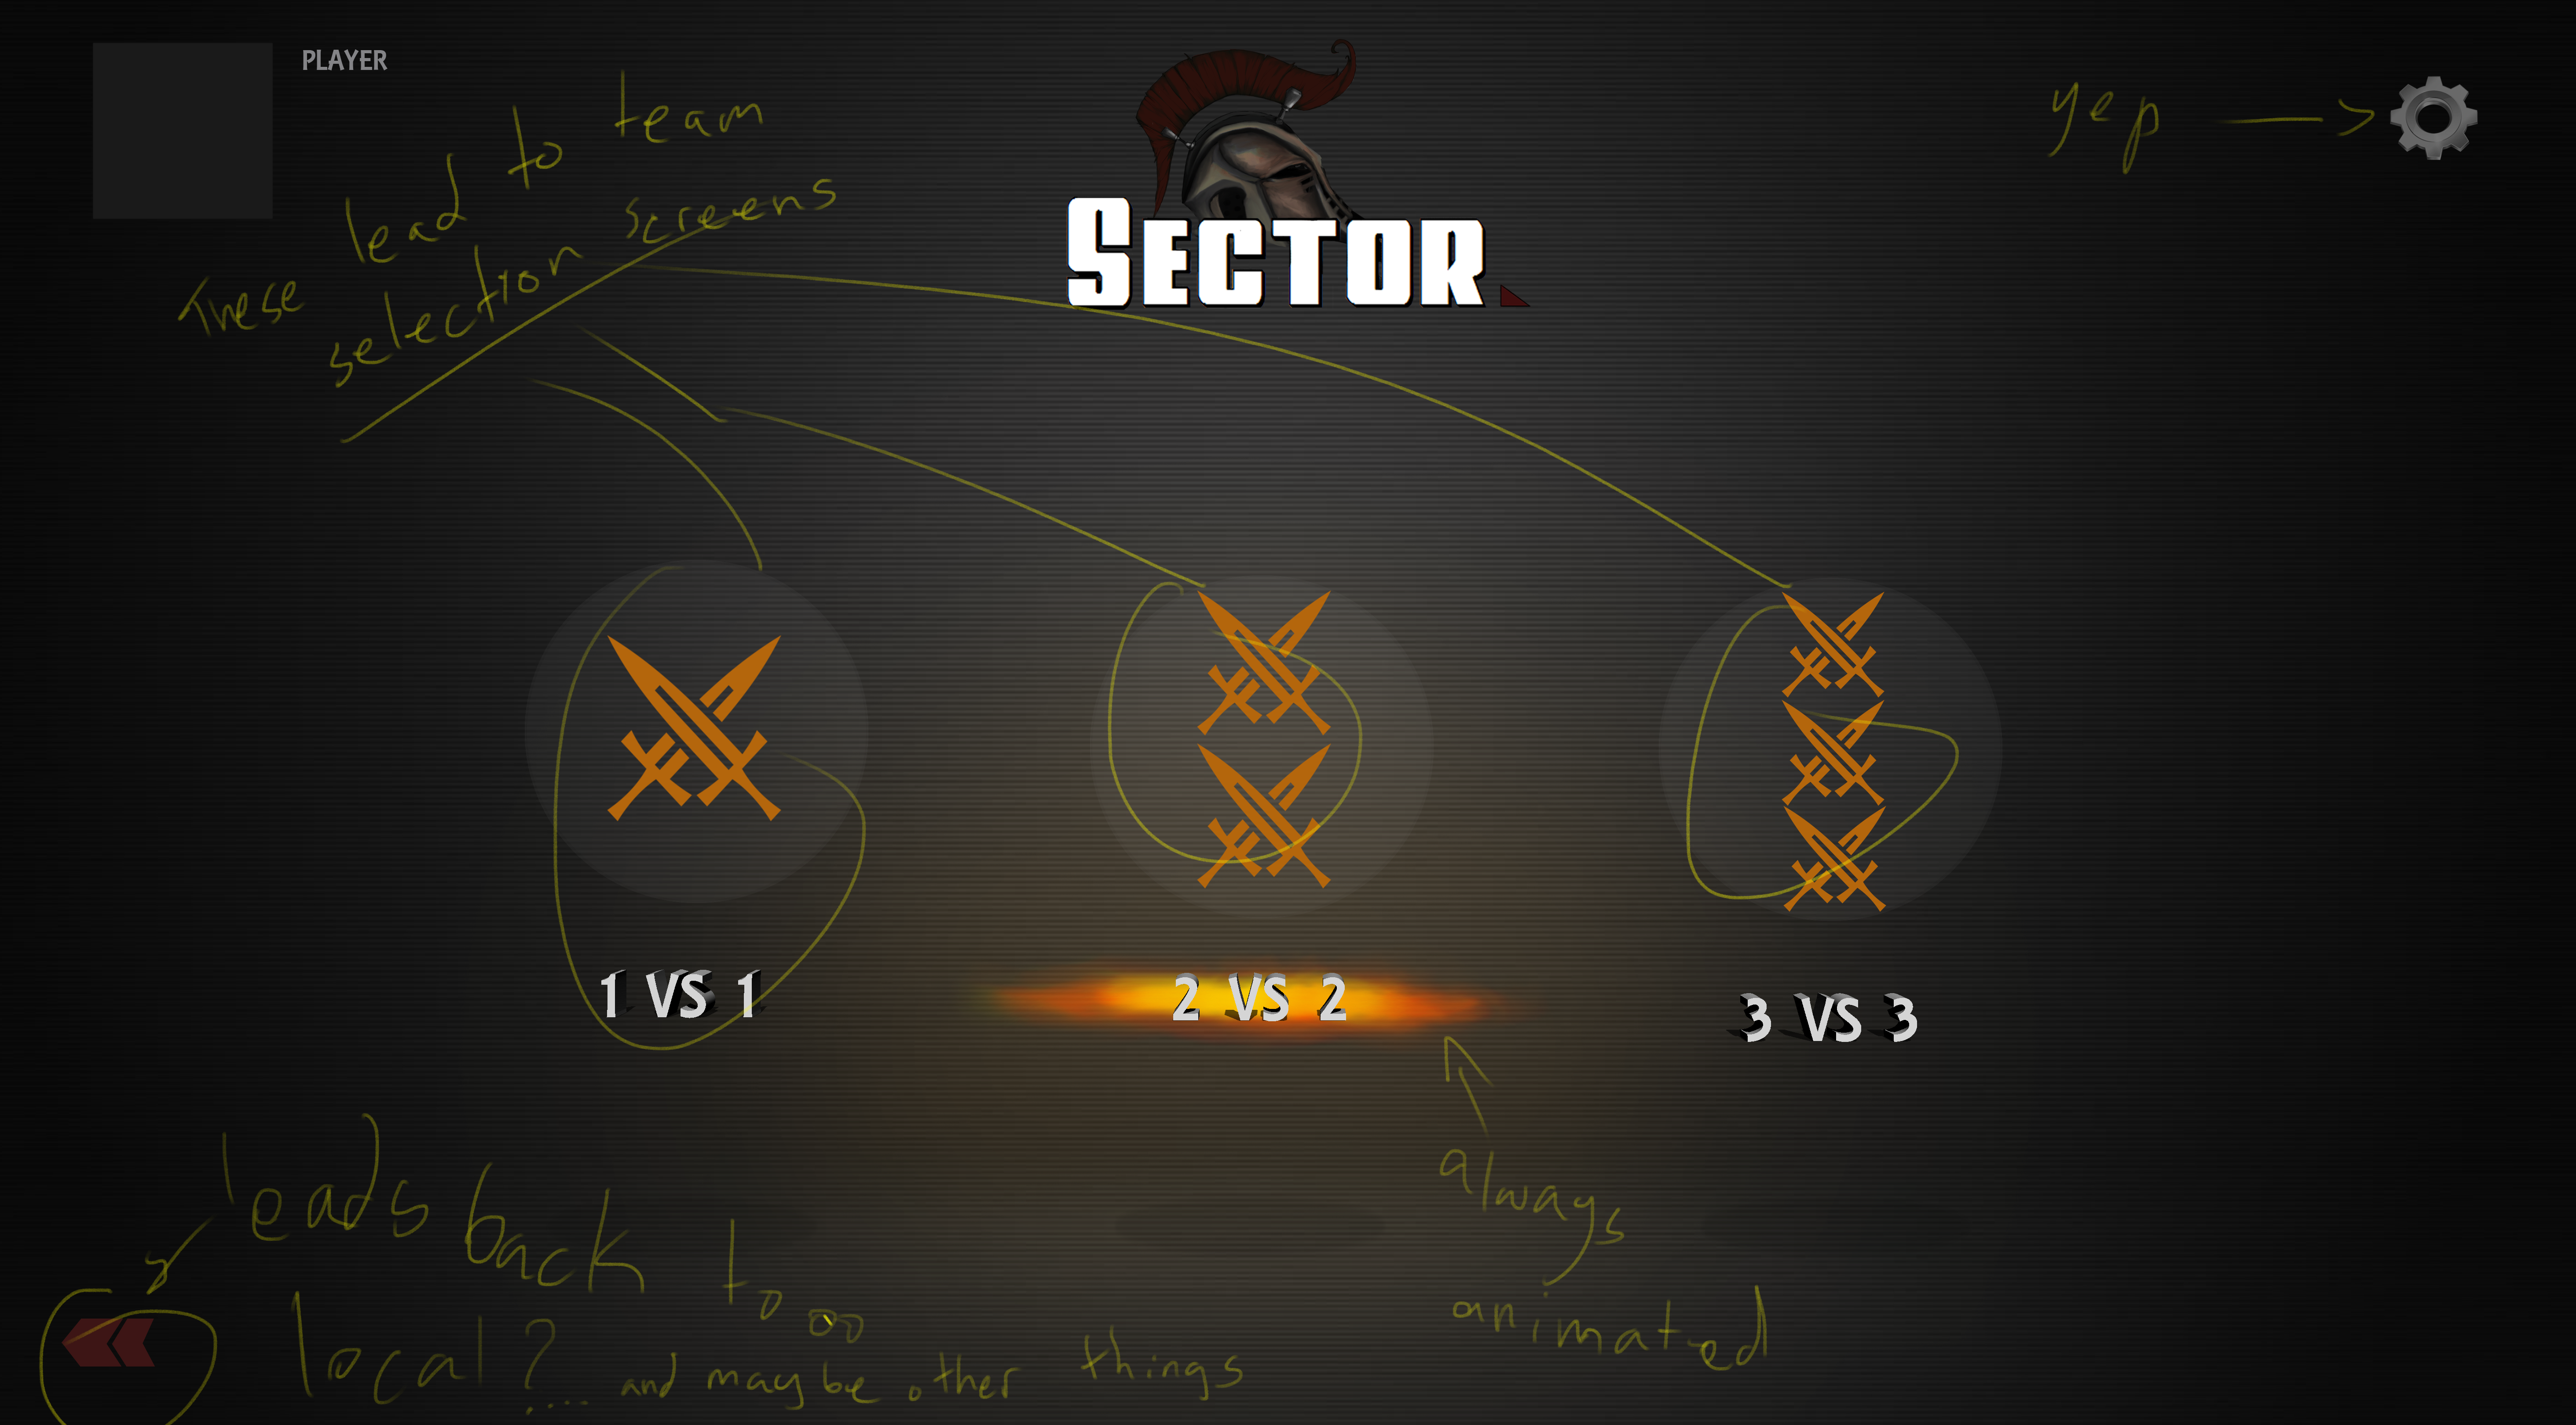 PLAYER
These lead to team
selection screens
SECTOR
yep
1 VS 1
2 VS 2
3 VS 3
always
animated
leads back to
local?.... and maybe other things